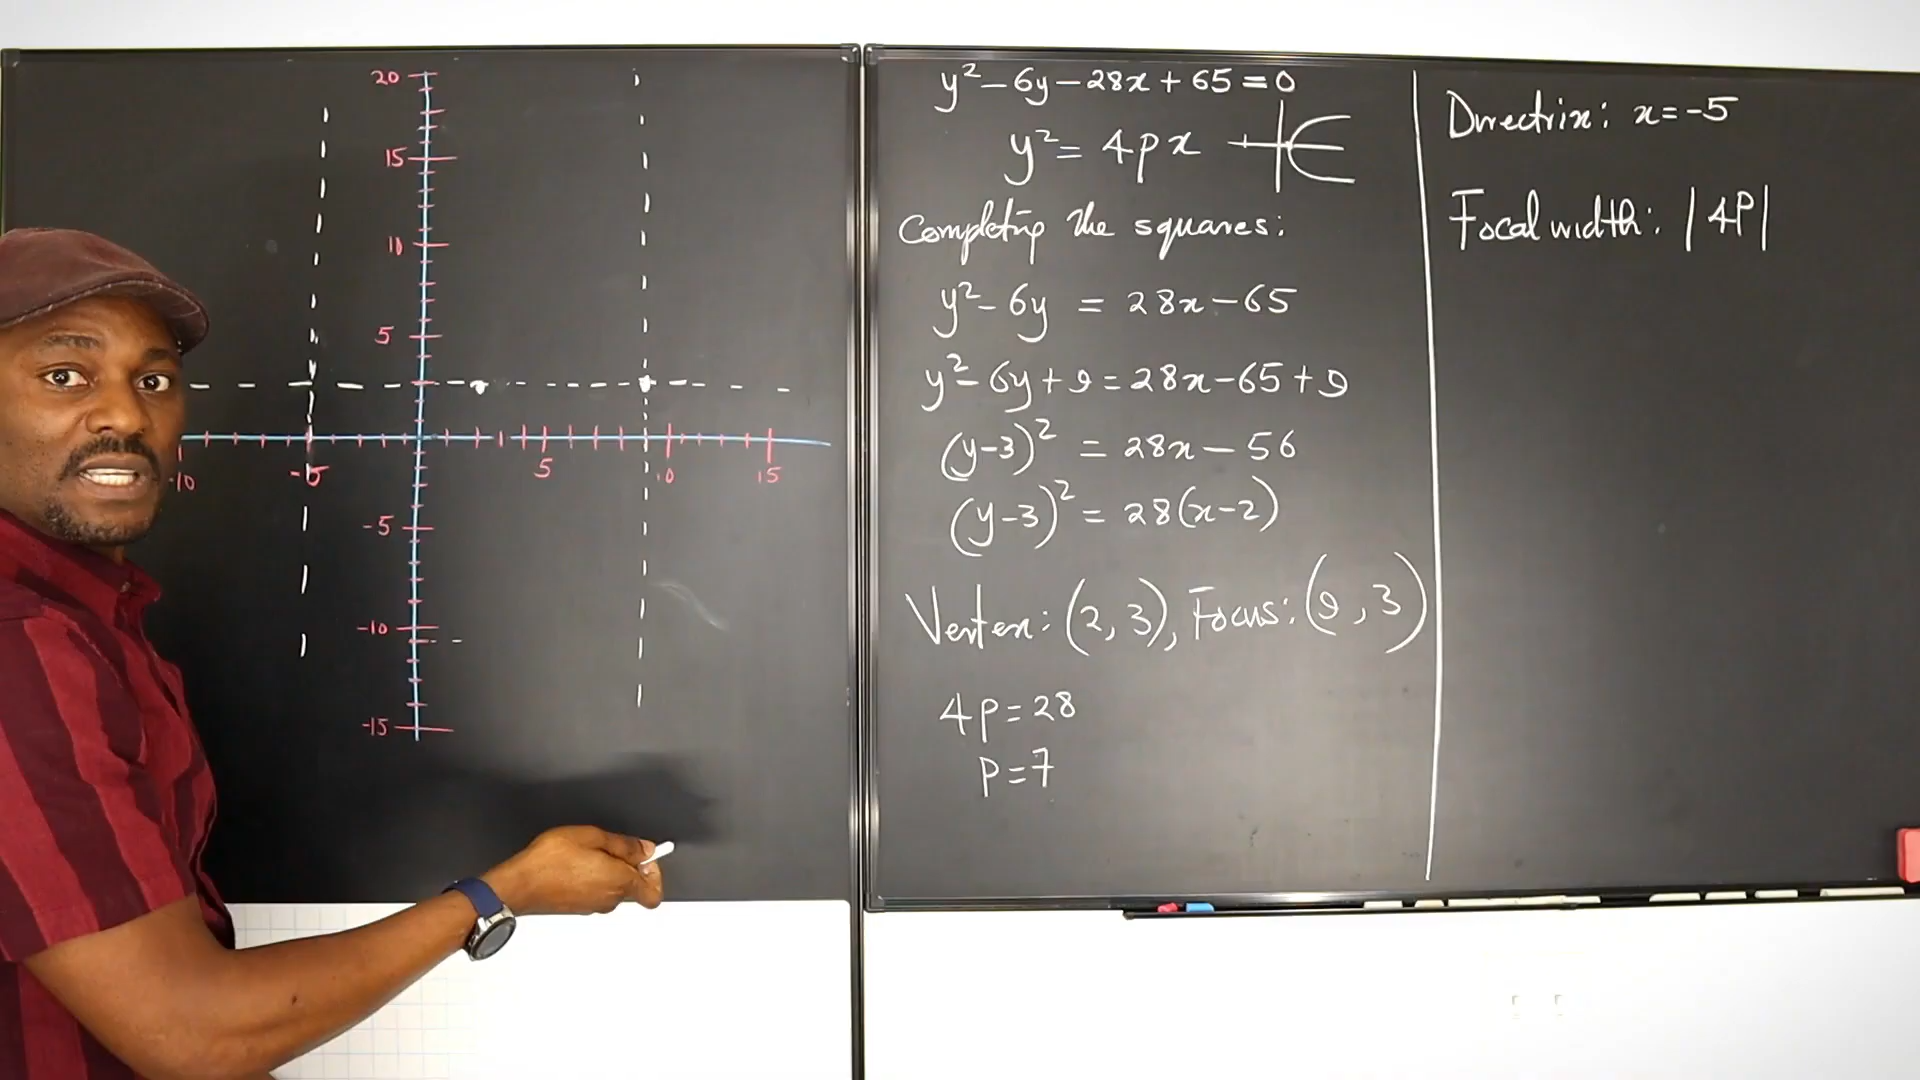 20
15
10
5
-10 -5 5 10 15
-5
-10
-15
y² - 6y - 28x + 65 = 0
y² = 4px
Completing the squares:
y² - 6y = 28x - 65
y² - 6y + 9 = 28x - 65 + 9
(y-3)² = 28x - 56
(y-3)² = 28(x-2)
Vertex: (2, 3), Focus: (9, 3)
4p = 28
p = 7
Directrix: x = -5
Focal width: |4P|